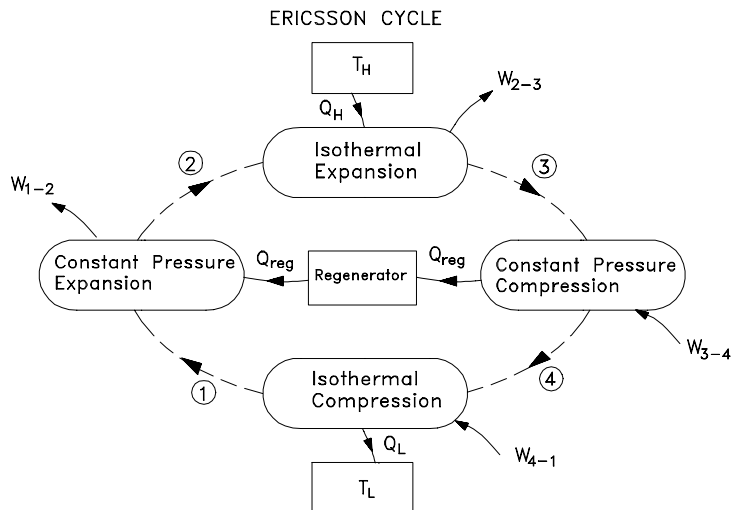 ERICSSON CYCLE
T_H
Q_H
W_2-3
Isothermal
Expansion
②
③
W_1-2
Constant Pressure
Expansion
Q_reg
Regenerator
Q_reg
Constant Pressure
Compression
W_3-4
①
Isothermal
Compression
④
Q_L
W_4-1
T_L